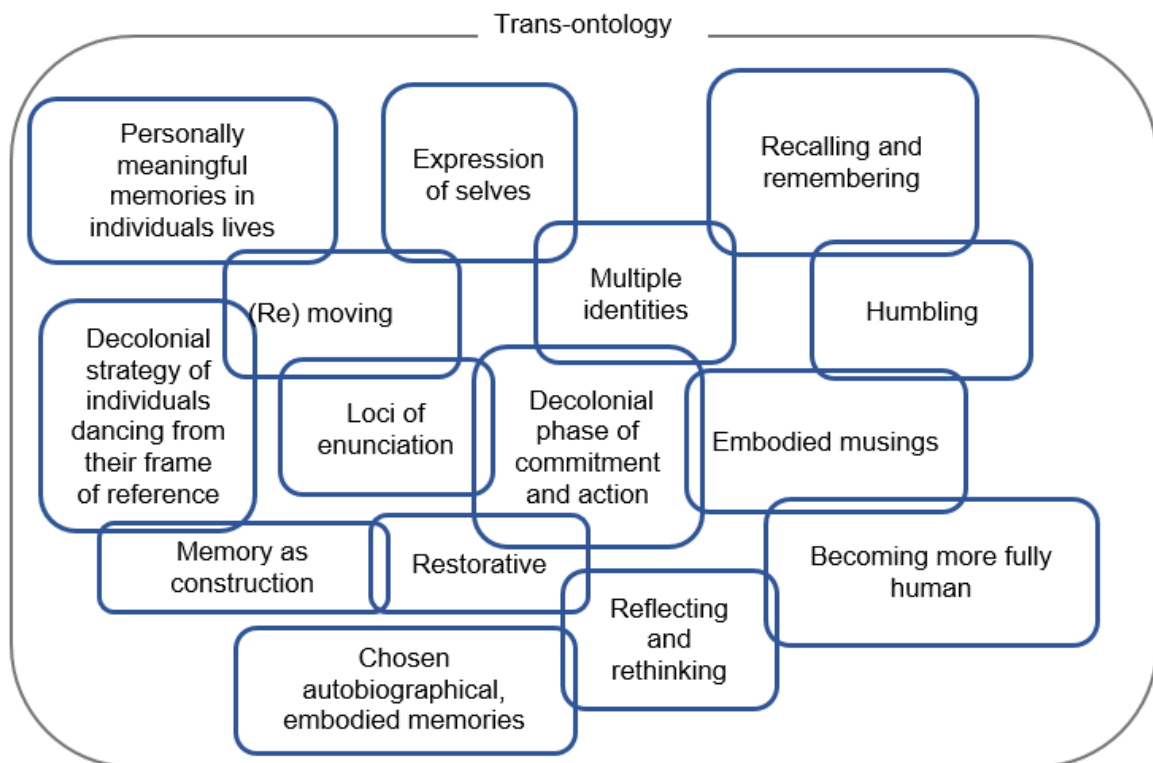 Trans-ontology
Personally
meaningful
memories in
individuals lives
Expression
of selves
Recalling and
remembering
(Re) moving
Multiple
identities
Humbling
Decolonial
strategy of
individuals
dancing from
their frame
of reference
Loci of
enunciation
Decolonial
phase of
commitment
and action
Embodied musings
Memory as
construction
Restorative
Becoming more fully
human
Reflecting
and
rethinking
Chosen
autobiographical,
embodied memories